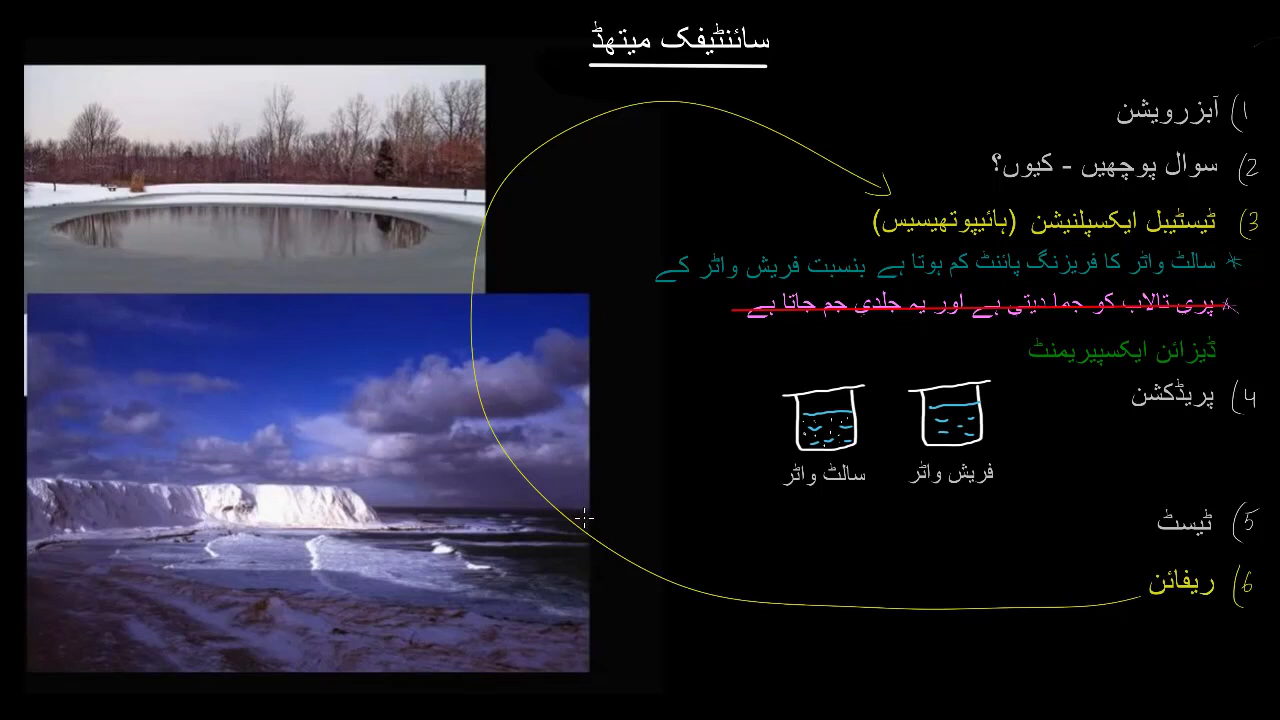 سائنٹیفک میتھڈ
1) آبزرویشن
2) سوال پوچھیں - کیوں؟
3) ٹیسٹیبل ایکسپلنیشن (ہائیپوتھیسیس)
* سالٹ واٹر کا فریزنگ پائنٹ کم ہوتا ہے بنسبت فریش واٹر کے
* پری تالاب کو جما دیتی ہے اور یہ جلدی جم جاتا ہے
ڈیزائن ایکسپیریمنٹ
4) پریڈکشن
فریش واٹر
سالٹ واٹر
5) ٹیسٹ
6) ریفائن